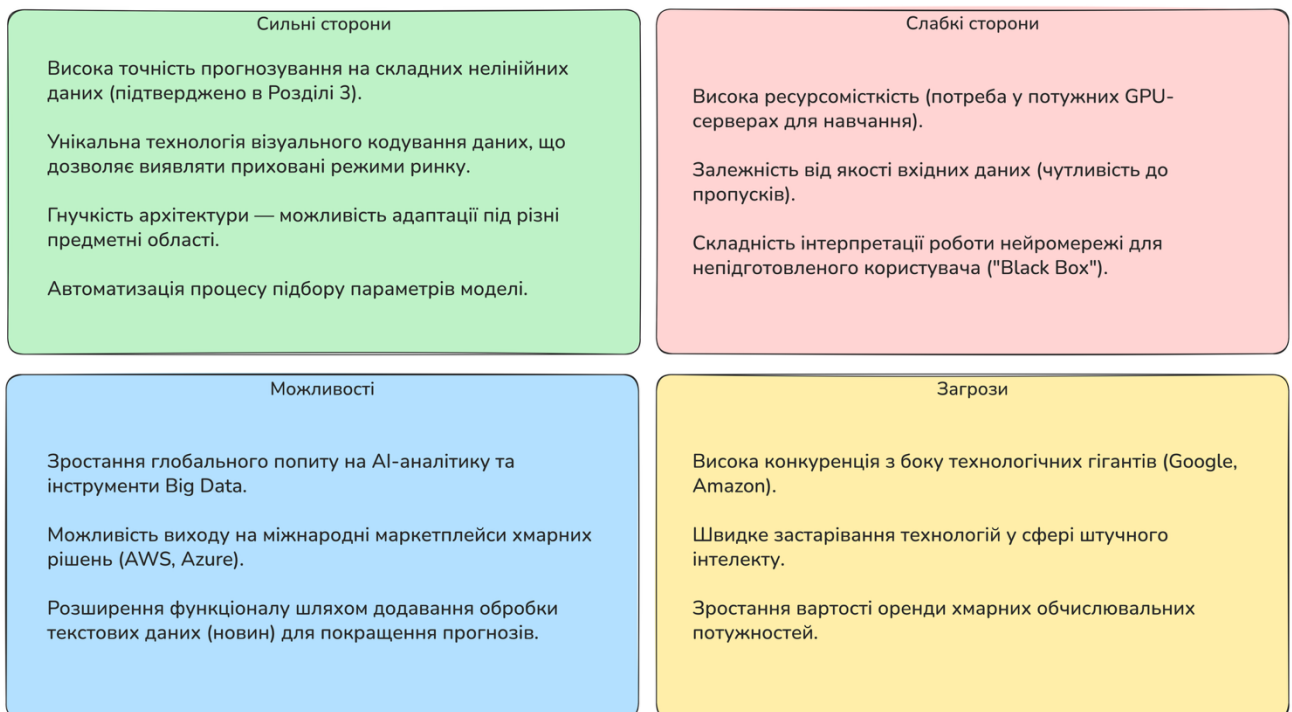 Сильні сторони
Висока точність прогнозування на складних нелінійних
даних (підтверджено в Розділі 3).
Унікальна технологія візуального кодування даних, що
дозволяє виявляти приховані режими ринку.
Гнучкість архітектури — можливість адаптації під різні
предметні області.
Автоматизація процесу підбору параметрів моделі.
Слабкі сторони
Висока ресурсомісткість (потреба у потужних GPU-
серверах для навчання).
Залежність від якості вхідних даних (чутливість до
пропусків).
Складність інтерпретації роботи нейромережі для
непідготовленого користувача ("Black Box").
Можливості
Зростання глобального попиту на AI-аналітику та
інструменти Big Data.
Можливість виходу на міжнародні маркетплейси хмарних
рішень (AWS, Azure).
Розширення функціоналу шляхом додавання обробки
текстових даних (новин) для покращення прогнозів.
Загрози
Висока конкуренція з боку технологічних гігантів (Google,
Amazon).
Швидке застарівання технологій у сфері штучного
інтелекту.
Зростання вартості оренди хмарних обчислювальних
потужностей.